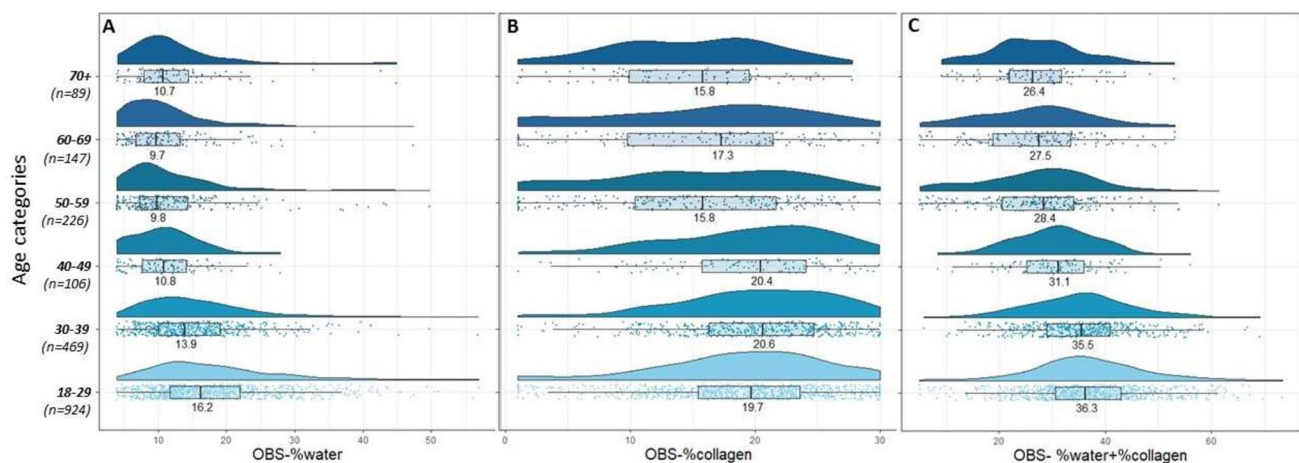 A
B
C
Age categories
70+
(n=89)
10.7
15.8
26.4
60-69
(n=147)
9.7
17.3
27.5
50-59
(n=226)
9.8
15.8
28.4
40-49
(n=106)
10.8
20.4
31.1
30-39
(n=469)
13.9
20.6
35.5
18-29
(n=924)
16.2
19.7
36.3
10 20 30 40 50
0 10 20 30
20 40 60
OBS-%water
OBS-%collagen
OBS- %water+%collagen